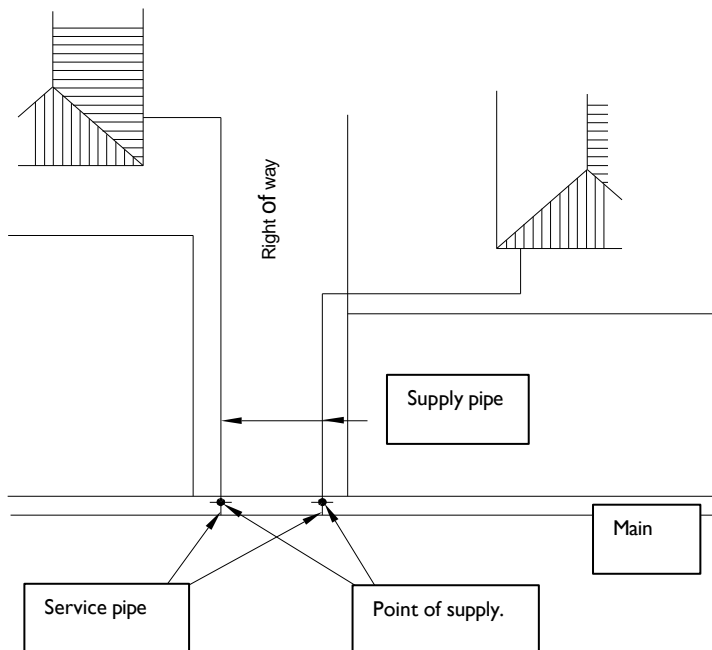 Right of way
Supply pipe
Main
Service pipe
Point of supply.